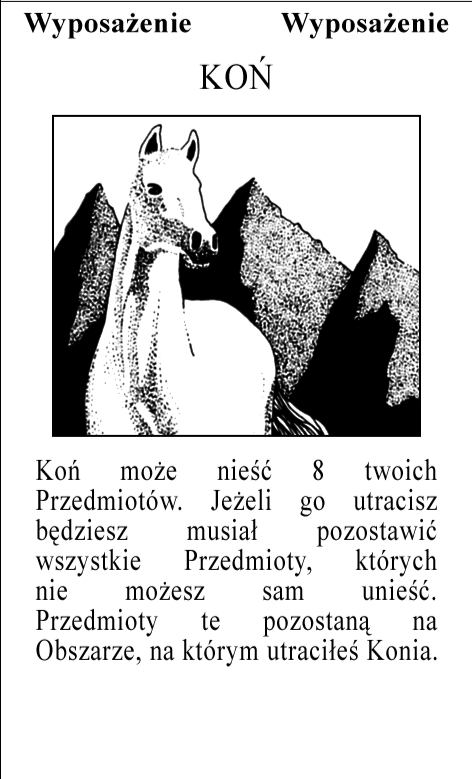 Wyposażenie Wyposażenie
KOŃ
Koń może nieść 8 twoich
Przedmiotów. Jeżeli go utracisz
będziesz musiał pozostawić
wszystkie Przedmioty, których
nie możesz sam unieść.
Przedmioty te pozostaną na
Obszarze, na którym utraciłeś Konia.